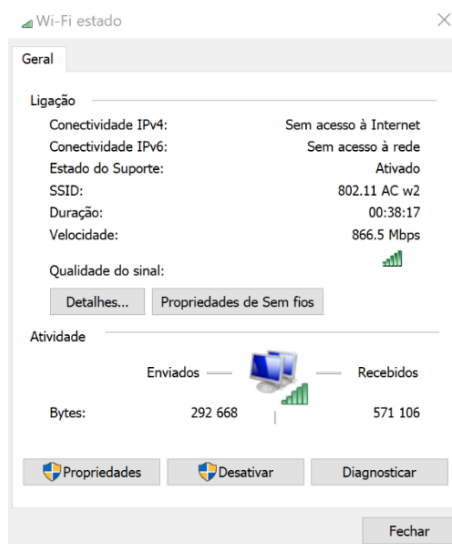 Wi-Fi estado
Geral
Ligação
Conectividade IPv4: Sem acesso à Internet
Conectividade IPv6: Sem acesso à rede
Estado do Suporte: Ativado
SSID: 802.11 AC w2
Duração: 00:38:17
Velocidade: 866.5 Mbps
Qualidade do sinal:
Detalhes... Propriedades de Sem fios
Atividade
Enviados Recebidos
Bytes: 292 668 571 106
Propriedades Desativar Diagnosticar
Fechar